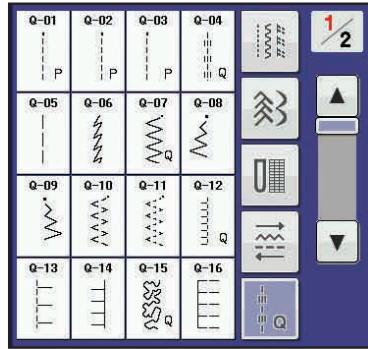 Q-01 Q-02 Q-03 Q-04
P P P Q
1/2
Q-05 Q-06 Q-07 Q-08
Q
Q-09 Q-10 Q-11 Q-12
Q
Q-13 Q-14 Q-15 Q-16
Q
Q